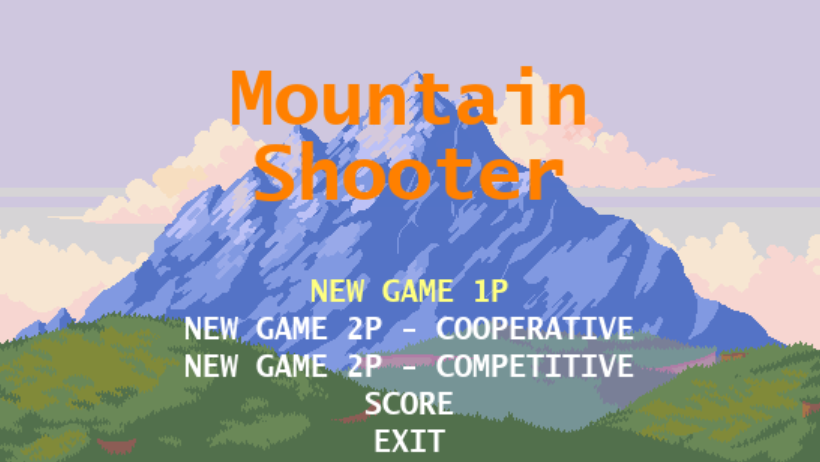 Mountain
Shooter
NEW GAME 1P
NEW GAME 2P - COOPERATIVE
NEW GAME 2P - COMPETITIVE
SCORE
EXIT